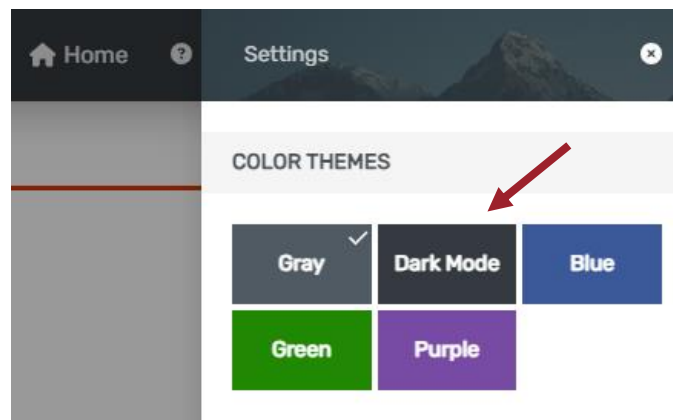 Home
Settings
COLOR THEMES
Gray Dark Mode Blue
Green Purple